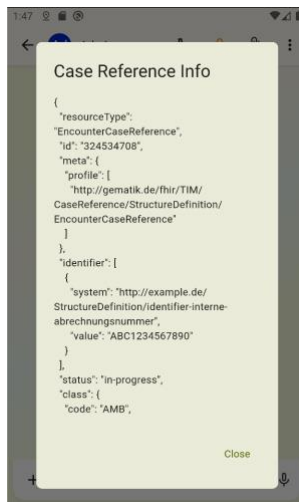 1:47
Case Reference Info
{
"resourceType":
"EncounterCaseReference",
"id": "324534708",
"meta": {
"profile": [
"http://gematik.de/fhir/TIM/
CaseReference/StructureDefinition/
EncounterCaseReference"
]
},
"identifier": [
{
"system": "http://example.de/
StructureDefinition/identifier-interne-
abrechnungsnummer",
"value": "ABC1234567890"
}
],
"status": "in-progress",
"class": {
"code": "AMB",
Close